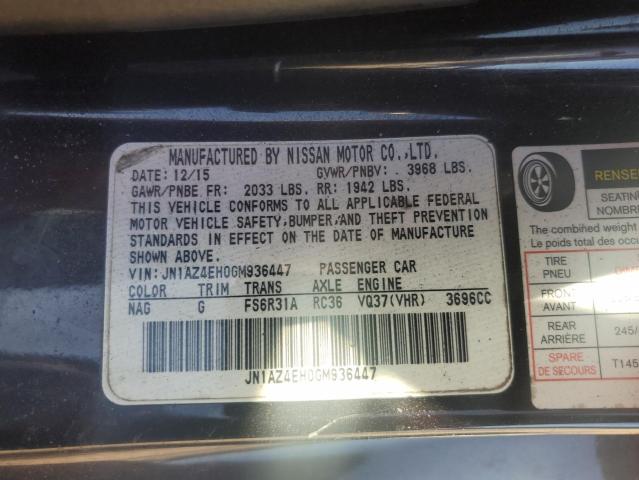 MANUFACTURED BY NISSAN MOTOR CO.,LTD.
DATE: 12/15 GVWR/PNBV: 3968 LBS.
GAWR/PNBE FR: 2033 LBS. RR: 1942 LBS.
THIS VEHICLE CONFORMS TO ALL APPLICABLE FEDERAL
MOTOR VEHICLE SAFETY,BUMPER,AND THEFT PREVENTION
STANDARDS IN EFFECT ON THE DATE OF MANUFACTURE
SHOWN ABOVE.
VIN: JN1AZ4EH0GM936447 PASSENGER CAR
COLOR TRIM TRANS AXLE ENGINE
NAG G FS6R31A RC36 VQ37(VHR) 3696CC
JN1AZ4EH0GM936447
RENSE
SEATIN
NOMBRE
The combined weight
Le poids total des occ
TIRE
PNEU
FRONT
AVANT
REAR
ARRIÈRE
245/
SPARE
DE SECOURS
T145